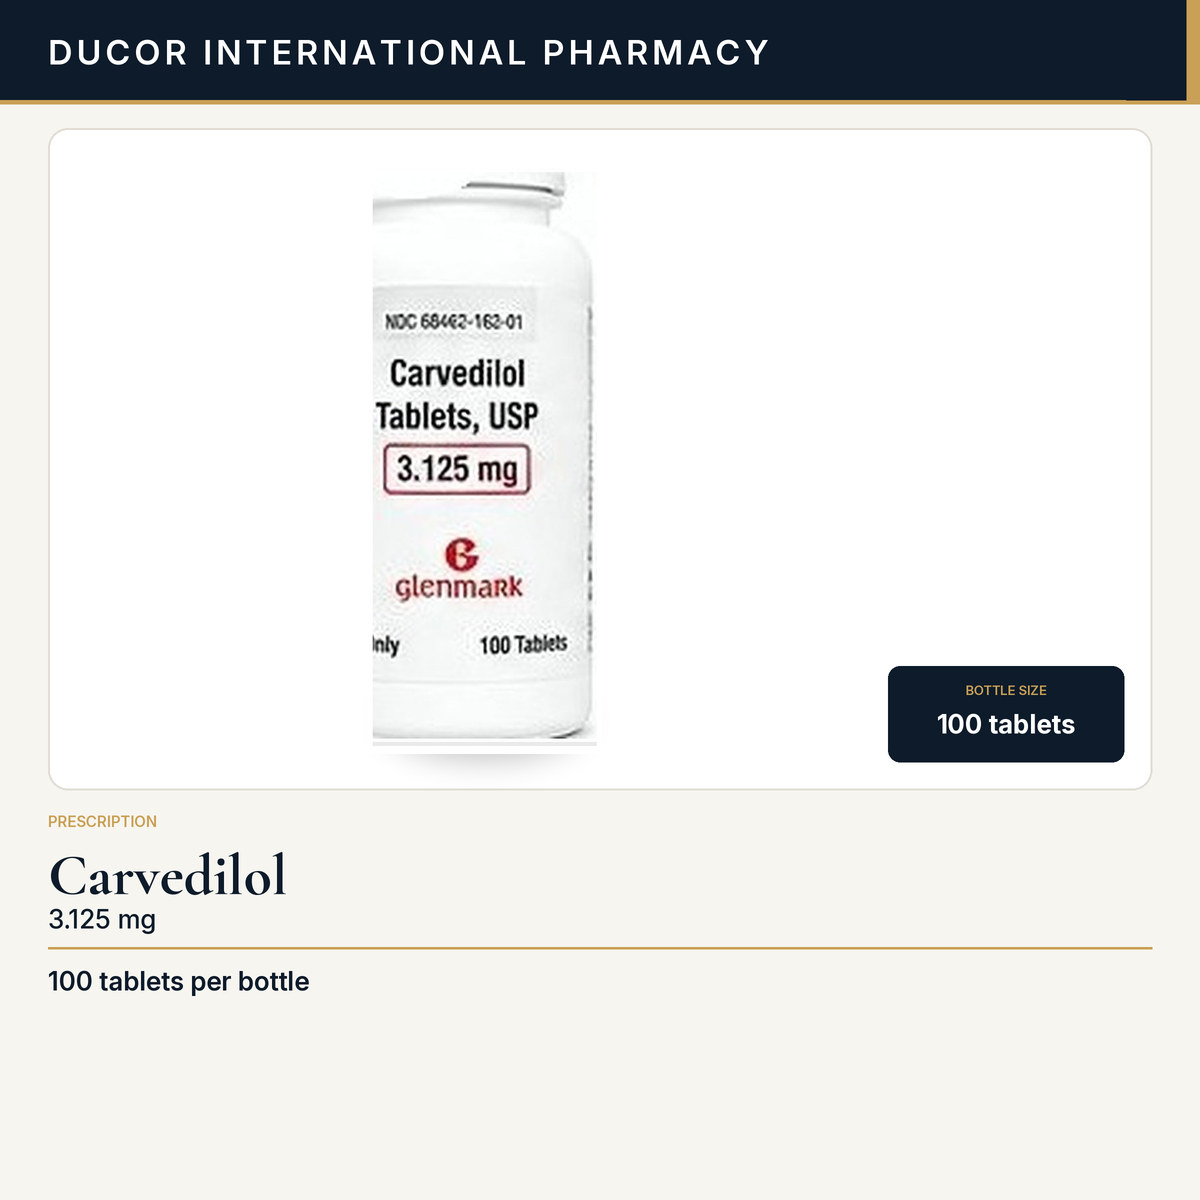 DUCOR INTERNATIONAL PHARMACY
NDC 68462-162-01
Carvedilol
Tablets, USP
3.125 mg
glenmark
100 Tablets
BOTTLE SIZE
100 tablets
PRESCRIPTION
Carvedilol
3.125 mg
100 tablets per bottle